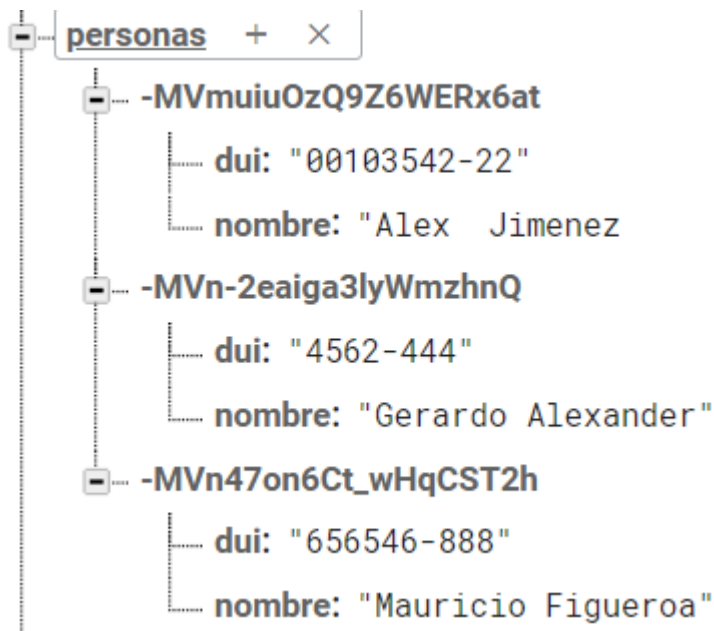 personas + ×
-MVmuiuOzQ9Z6WERx6at
dui: "00103542-22"
nombre: "Alex  Jimenez
-MVn-2eaiga3lyWmzhnQ
dui: "4562-444"
nombre: "Gerardo Alexander"
-MVn47on6Ct_wHqCST2h
dui: "656546-888"
nombre: "Mauricio Figueroa"